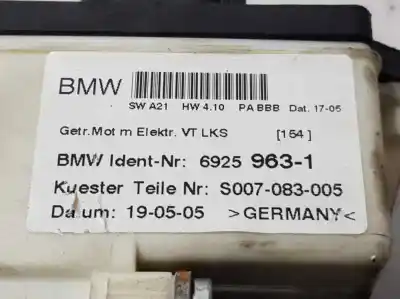 BMW
SW A21 HW 4.10 PA BBB Dat. 17-05
Getr.Mot m Elektr. VT LKS [154]
BMW Ident-Nr: 6925 963-1
Kuester Teile Nr: S007-083-005
Datum: 19-05-05 >GERMANY<